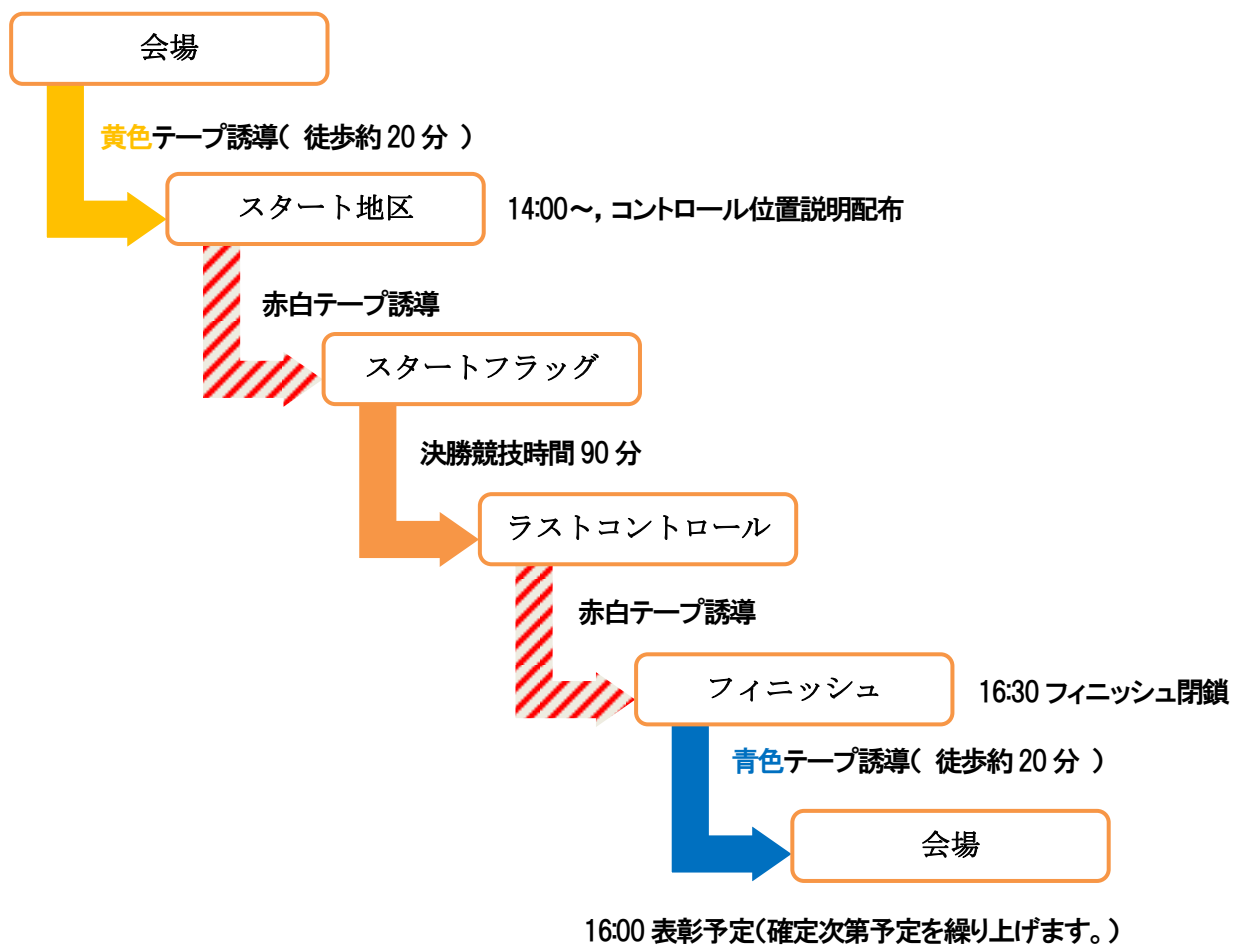 会場
黄色テープ誘導( 徒歩約20分 )
スタート地区
14:00～, コントロール位置説明配布
赤白テープ誘導
スタートフラッグ
決勝競技時間90分
ラストコントロール
赤白テープ誘導
フィニッシュ
16:30 フィニッシュ閉鎖
青色テープ誘導( 徒歩約20分 )
会場
16:00 表彰予定(確定次第予定を繰り上げます。)